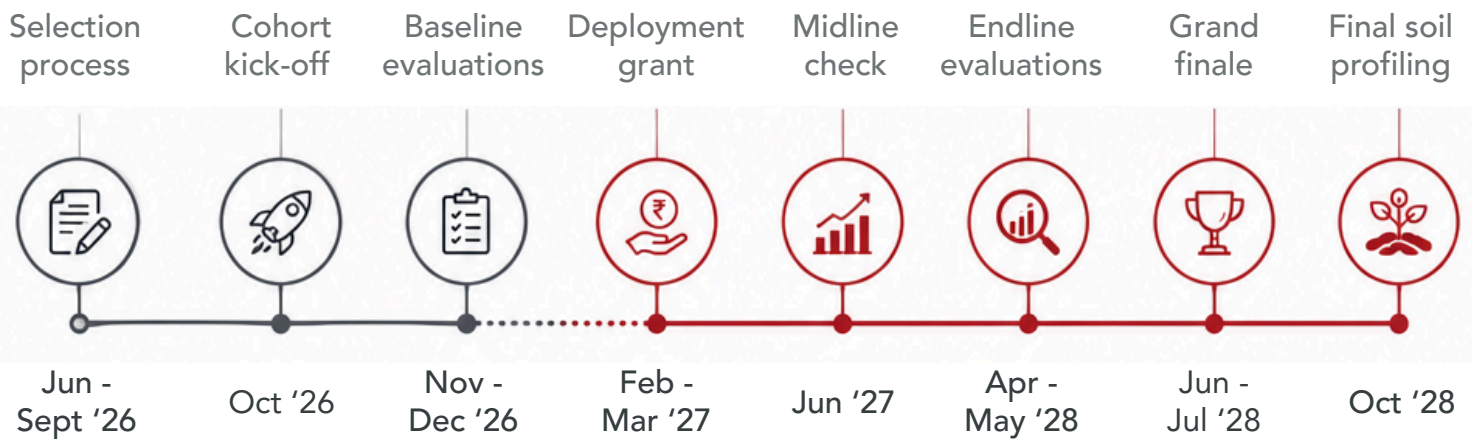 Selection
process
Cohort
kick-off
Baseline
evaluations
Deployment
grant
Midline
check
Endline
evaluations
Grand
finale
Final soil
profiling
₹
Jun -
Sept ‘26
Oct ‘26
Nov -
Dec ‘26
Feb -
Mar ‘27
Jun ‘27
Apr -
May ‘28
Jun -
Jul ‘28
Oct ‘28